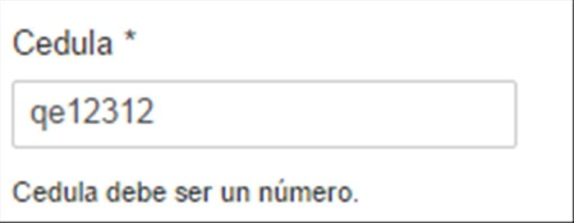 Cedula *
qe12312
Cedula debe ser un número.